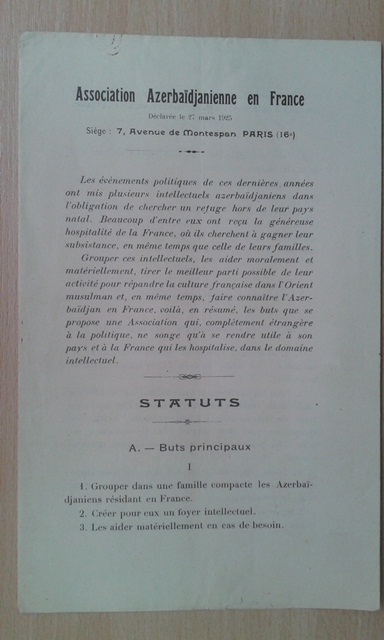 Association Azerbaïdjanienne en France
Déclarée le 27 mars 1925
Siège : 7, Avenue de Montespan PARIS (16e)
Les évènements politiques de ces dernières années
ont mis plusieurs intellectuels azerbaïdjaniens dans
l'obligation de chercher un refuge hors de leur pays
natal. Beaucoup d'entre eux ont reçu la généreuse
hospitalité de la France, où ils cherchent à gagner leur
subsistance, en même temps que celle de leurs familles.
Grouper ces intellectuels, les aider moralement et
matériellement, tirer le meilleur parti possible de leur
activité pour répandre la culture française dans l'Orient
musulman et, en même temps, faire connaître l'Azer-
baïdjan en France, voilà, en résumé, les buts que se
propose une Association qui, complètement étrangère
à la politique, ne songe qu'à se rendre utile à son
pays et à la France qui les hospitalise, dans le domaine
intellectuel.
STATUTS
A. — Buts principaux
I
1. Grouper dans une famille compacte les Azerbaï-
djaniens résidant en France.
2. Créer pour eux un foyer intellectuel.
3. Les aider matériellement en cas de besoin.